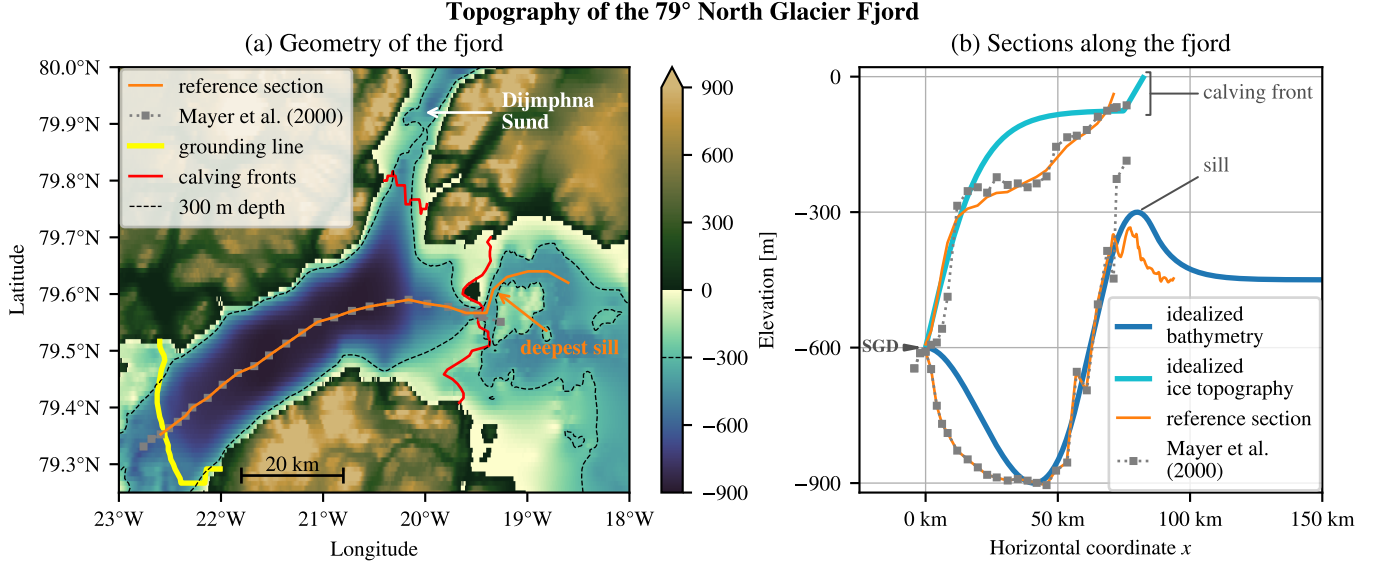 Topography of the 79° North Glacier Fjord
(a) Geometry of the fjord
80.0°N
79.9°N
79.8°N
79.7°N
79.6°N
79.5°N
79.4°N
79.3°N
Latitude
23°W
22°W
21°W
20°W
19°W
18°W
Longitude
reference section
Mayer et al. (2000)
grounding line
calving fronts
300 m depth
Dijmphna
Sund
deepest sill
20 km
900
600
300
0
−300
−600
−900
Elevation [m]
(b) Sections along the fjord
0
−300
−600
−900
SGD
calving front
sill
idealized
bathymetry
idealized
ice topography
reference section
Mayer et al.
(2000)
0 km
50 km
100 km
150 km
Horizontal coordinate x